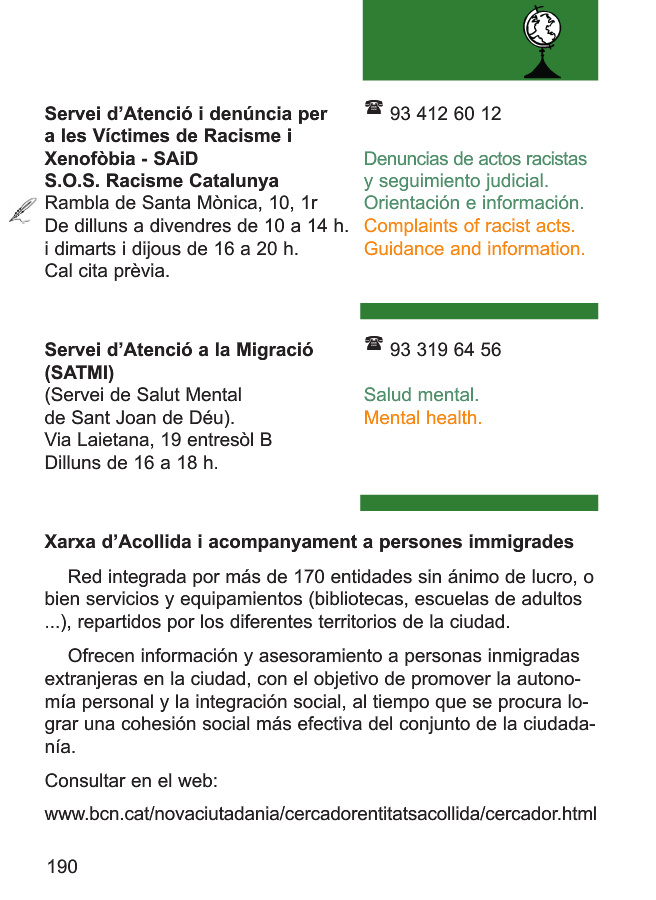 Servei d’Atenció i denúncia per
a les Víctimes de Racisme i
Xenofòbia - SAiD
S.O.S. Racisme Catalunya
Rambla de Santa Mònica, 10, 1r
De dilluns a divendres de 10 a 14 h.
i dimarts i dijous de 16 a 20 h.
Cal cita prèvia.
93 412 60 12
Denuncias de actos racistas
y seguimiento judicial.
Orientación e información.
Complaints of racist acts.
Guidance and information.
Servei d’Atenció a la Migració
(SATMI)
(Servei de Salut Mental
de Sant Joan de Déu).
Via Laietana, 19 entresòl B
Dilluns de 16 a 18 h.
93 319 64 56
Salud mental.
Mental health.
Xarxa d’Acollida i acompanyament a persones immigrades
Red integrada por más de 170 entidades sin ánimo de lucro, o
bien servicios y equipamientos (bibliotecas, escuelas de adultos
...), repartidos por los diferentes territorios de la ciudad.
Ofrecen información y asesoramiento a personas inmigradas
extranjeras en la ciudad, con el objetivo de promover la autono-
mía personal y la integración social, al tiempo que se procura lo-
grar una cohesión social más efectiva del conjunto de la ciudada-
nía.
Consultar en el web:
www.bcn.cat/novaciutadania/cercadorentitatsacollida/cercador.html
190